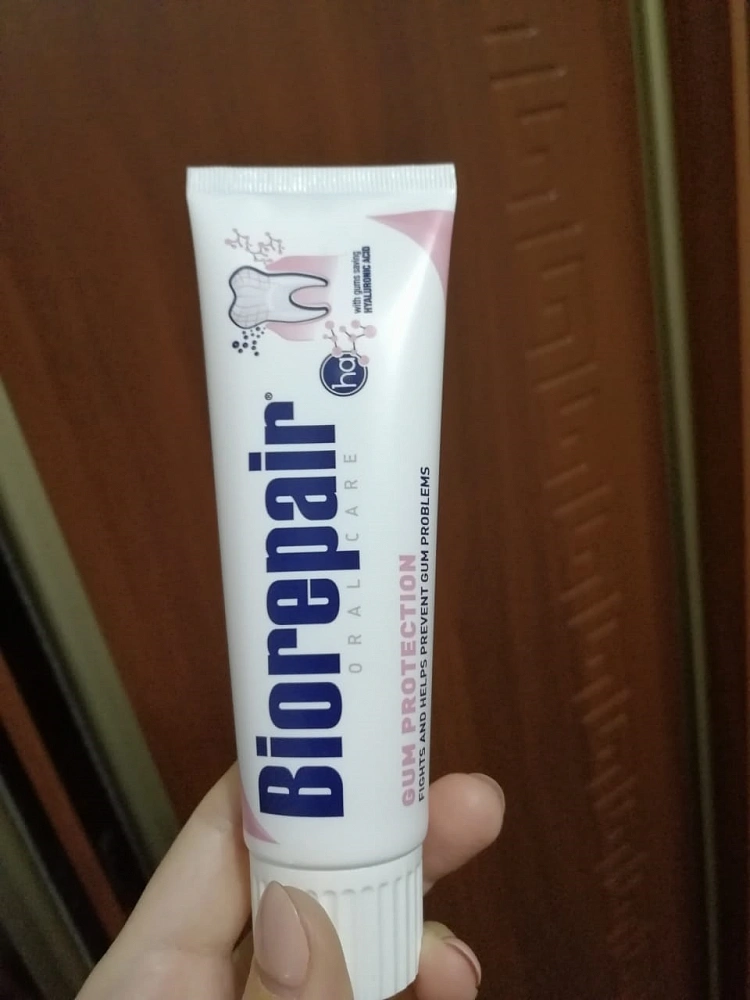 with gums saving
HYALURONIC ACID
ha
Biorepair®
ORAL CARE
GUM PROTECTION
FIGHTS AND HELPS PREVENT GUM PROBLEMS